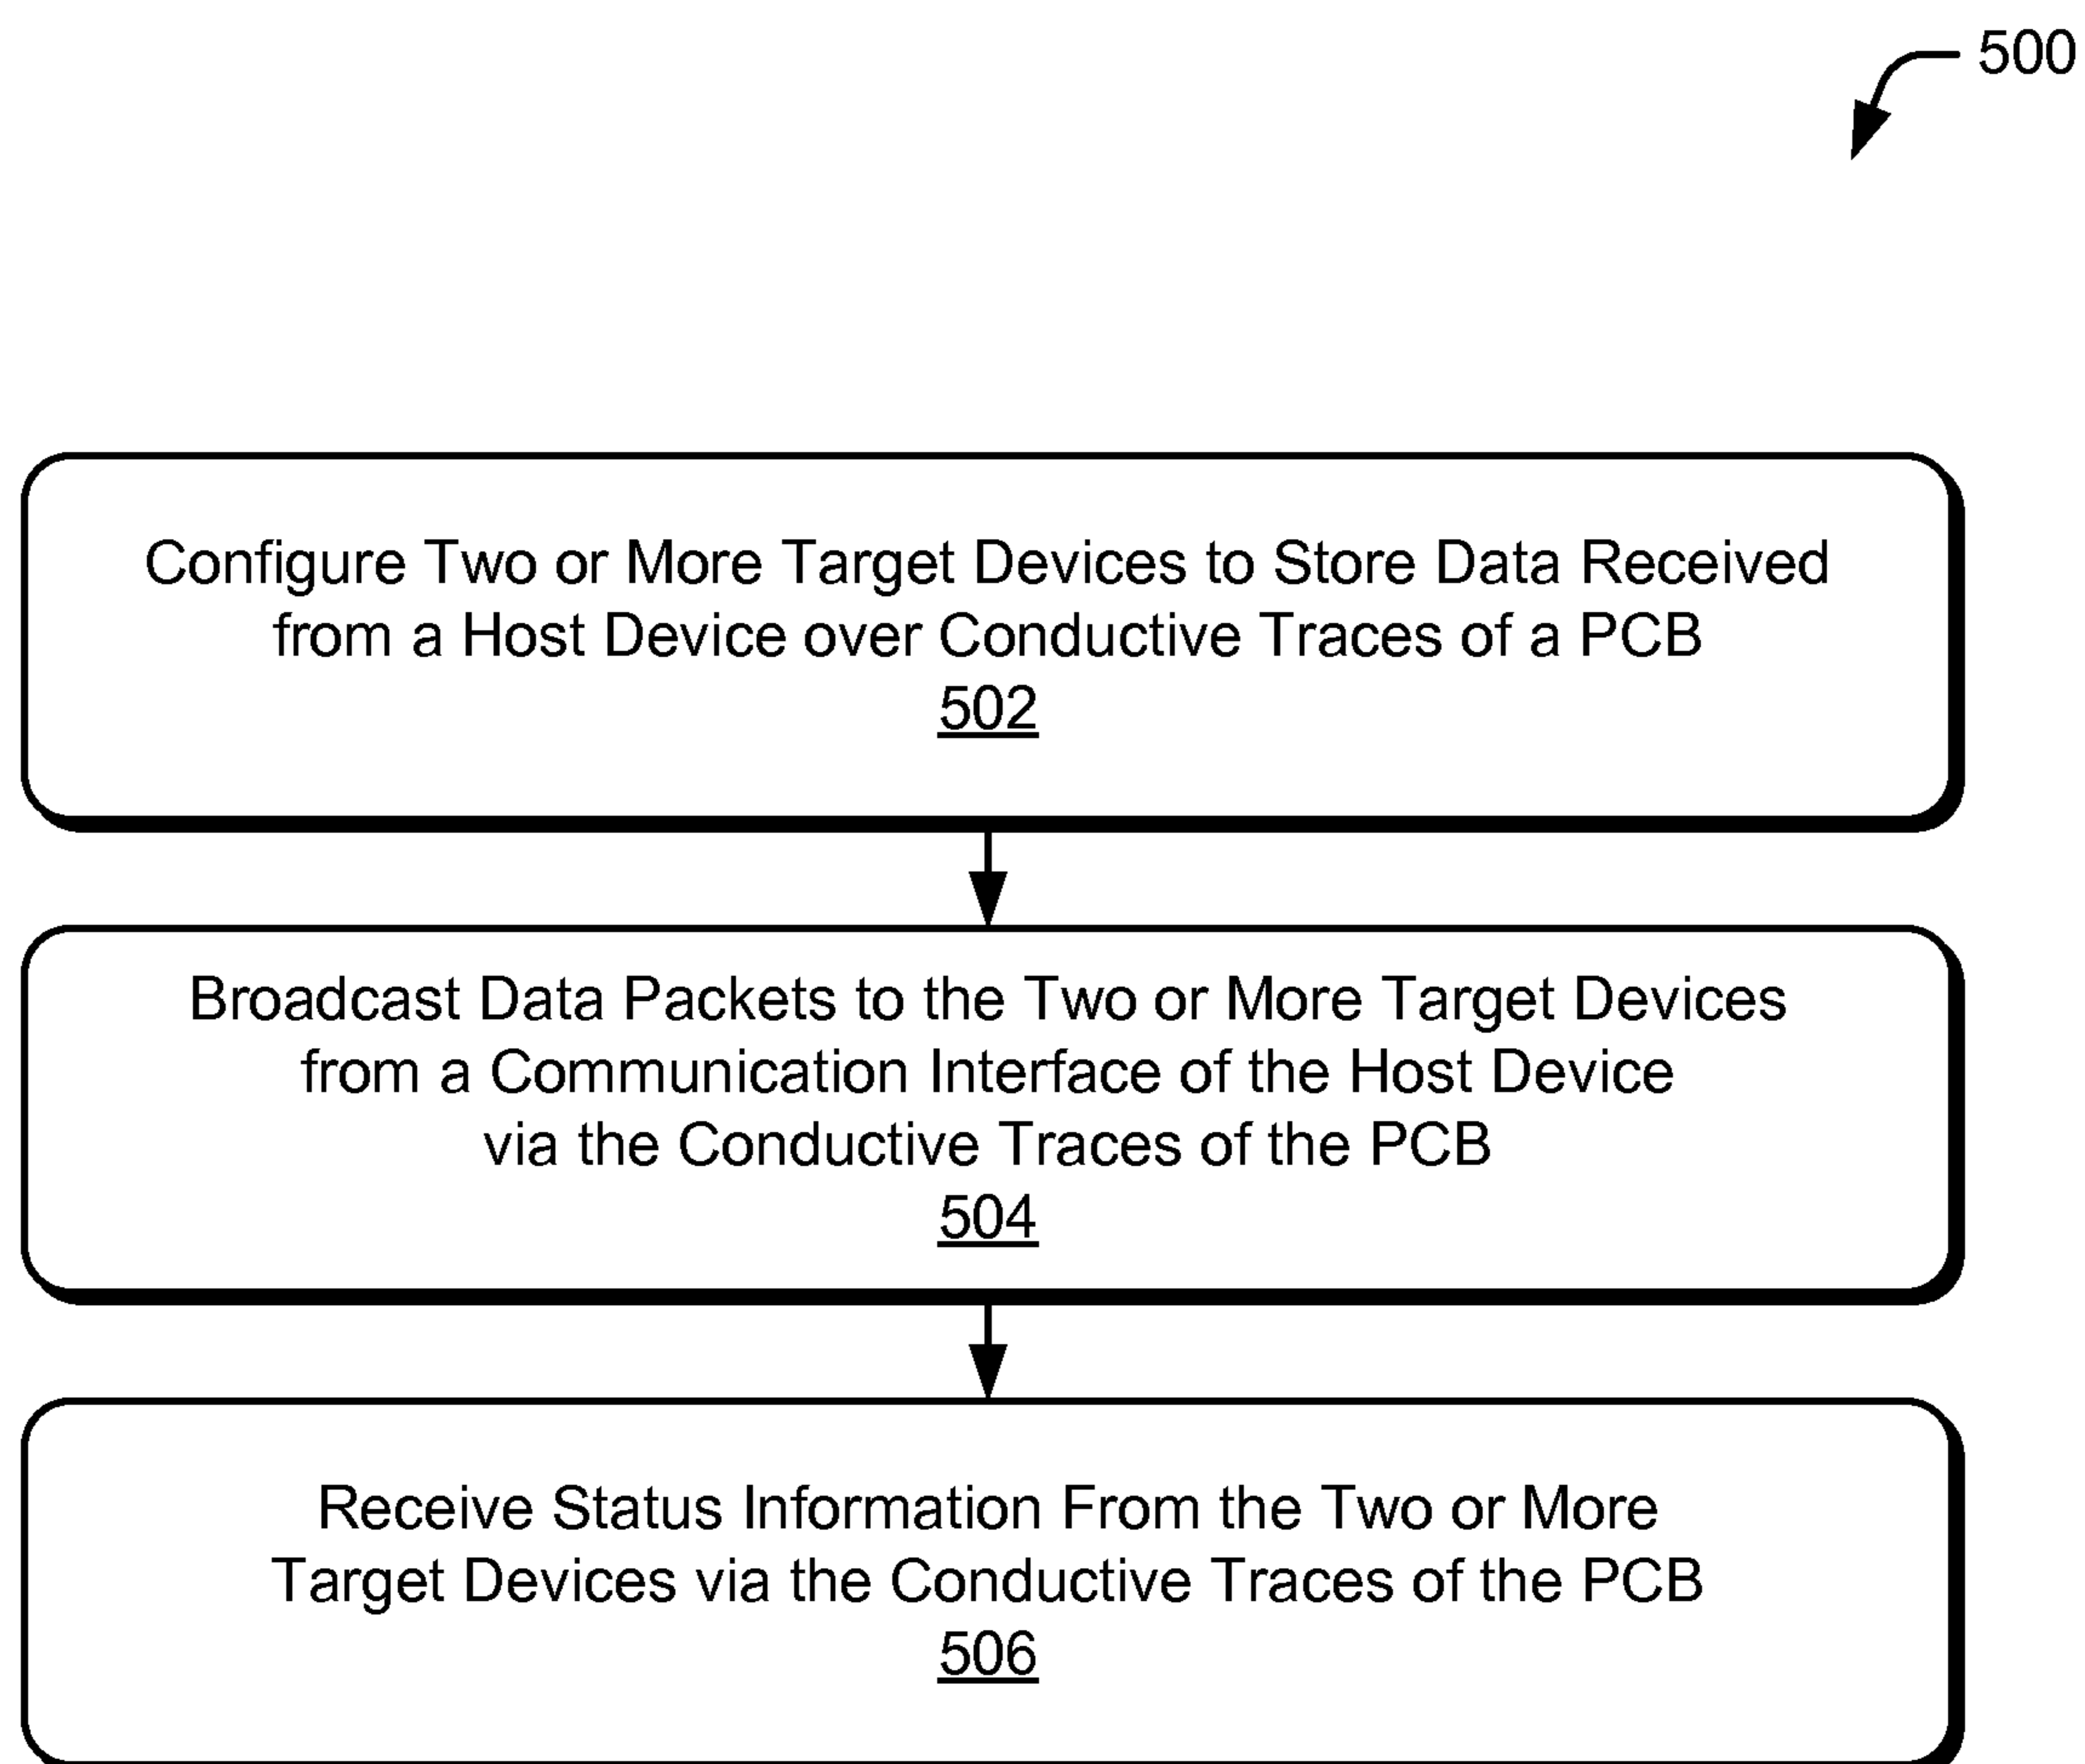 500
Configure Two or More Target Devices to Store Data Received
from a Host Device over Conductive Traces of a PCB
502
Broadcast Data Packets to the Two or More Target Devices
from a Communication Interface of the Host Device
via the Conductive Traces of the PCB
504
Receive Status Information From the Two or More
Target Devices via the Conductive Traces of the PCB
506